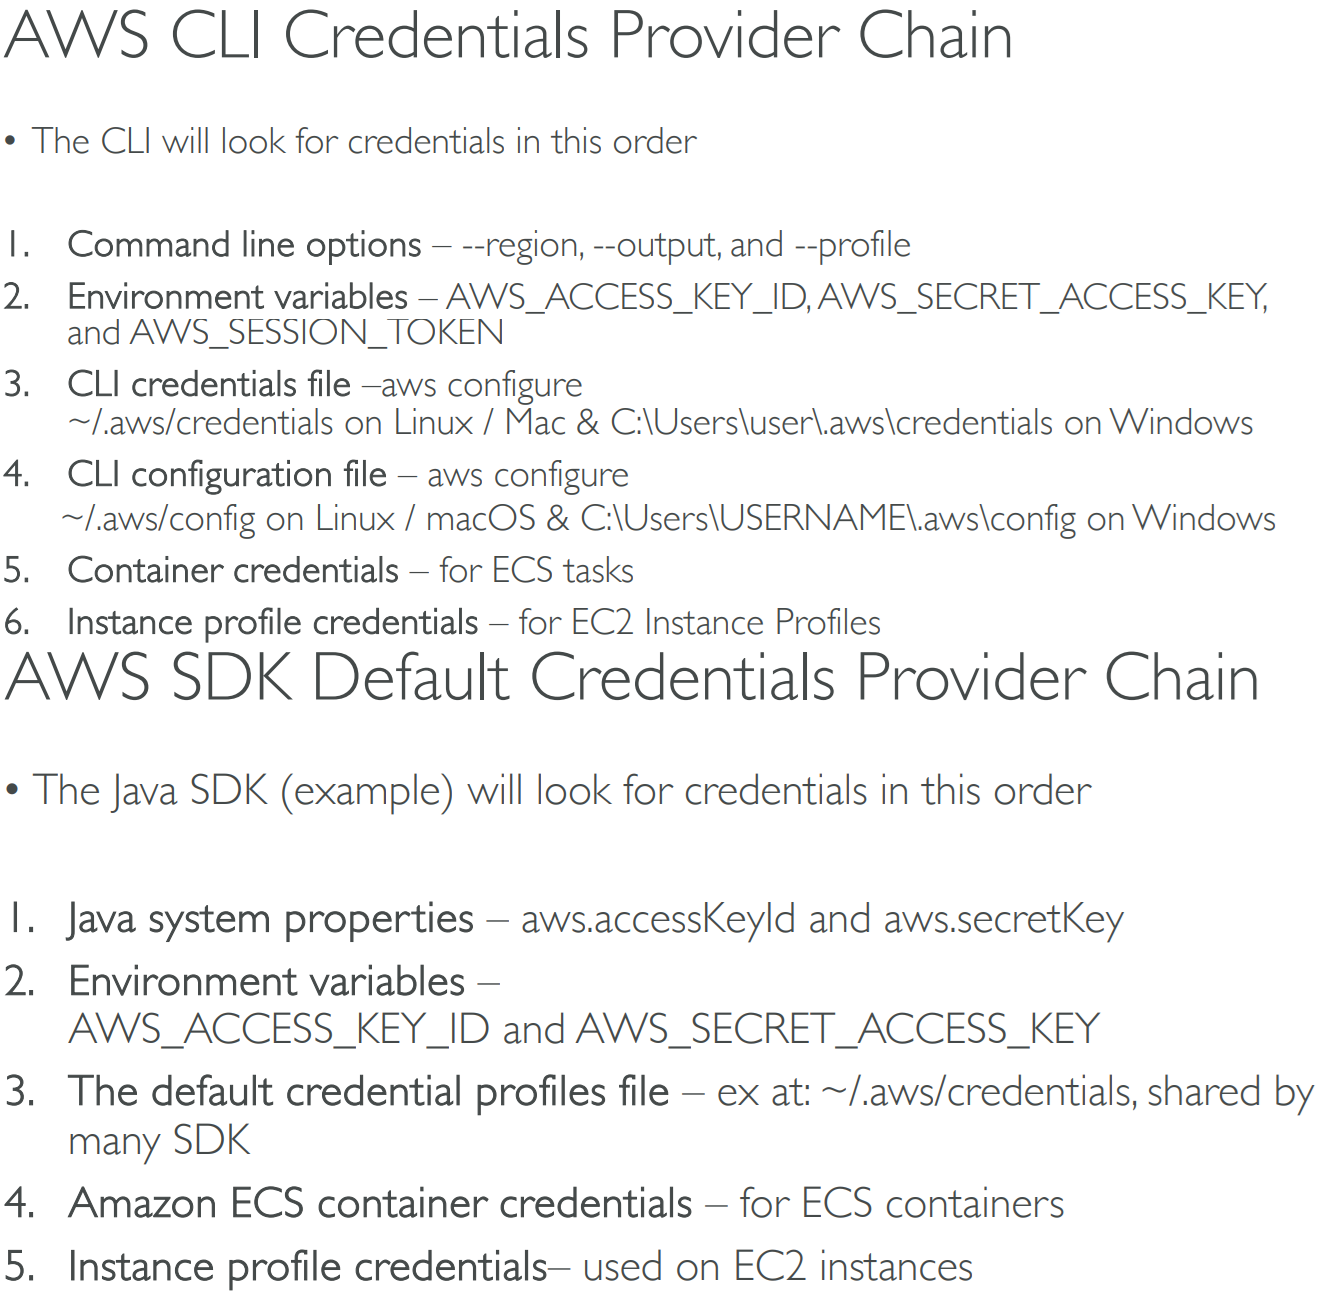 AWS CLI Credentials Provider Chain
• The CLI will look for credentials in this order
1. Command line options – --region, --output, and --profile
2. Environment variables – AWS_ACCESS_KEY_ID, AWS_SECRET_ACCESS_KEY,
and AWS_SESSION_TOKEN
3. CLI credentials file –aws configure
~/.aws/credentials on Linux / Mac & C:\Users\user\.aws\credentials on Windows
4. CLI configuration file – aws configure
~/.aws/config on Linux / macOS & C:\Users\USERNAME\.aws\config on Windows
5. Container credentials – for ECS tasks
6. Instance profile credentials – for EC2 Instance Profiles
AWS SDK Default Credentials Provider Chain
• The Java SDK (example) will look for credentials in this order
1. Java system properties – aws.accessKeyId and aws.secretKey
2. Environment variables –
AWS_ACCESS_KEY_ID and AWS_SECRET_ACCESS_KEY
3. The default credential profiles file – ex at: ~/.aws/credentials, shared by
many SDK
4. Amazon ECS container credentials – for ECS containers
5. Instance profile credentials– used on EC2 instances